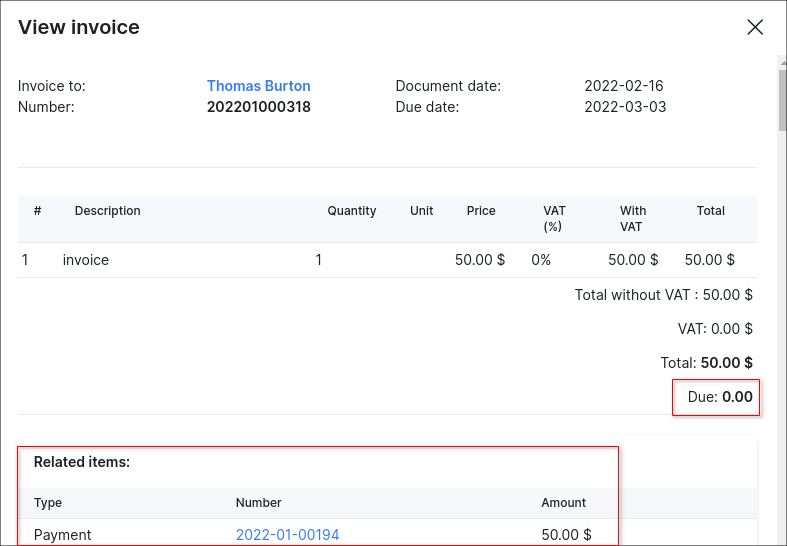 View invoice
Invoice to: Thomas Burton Document date: 2022-02-16
Number: 202201000318 Due date: 2022-03-03
# Description Quantity Unit Price VAT (%) With VAT Total
1 invoice 1 50.00 $ 0% 50.00 $ 50.00 $
Total without VAT : 50.00 $
VAT: 0.00 $
Total: 50.00 $
Due: 0.00
Related items:
Type Number Amount
Payment 2022-01-00194 50.00 $